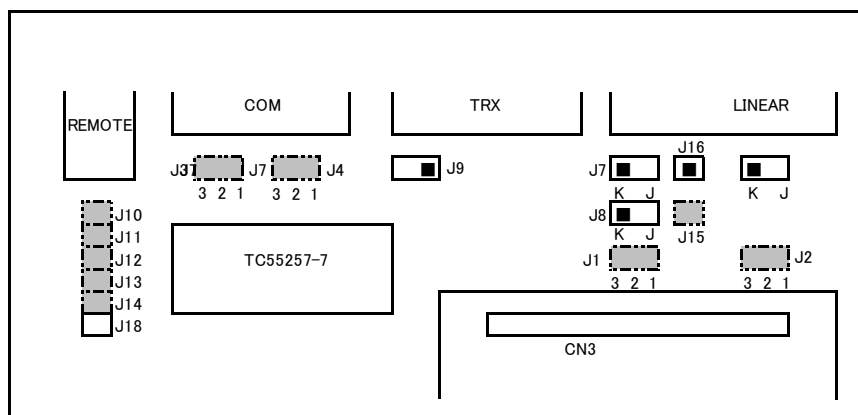 REMOTE COM TRX LINEAR
J16
J37 J7 J4 J9 J7
3 2 1 3 2 1 K J K J
J10 J8
J11 K J J15
J12 TC55257-7 J1 J2
J13 3 2 1 3 2 1
J14
J18
CN3